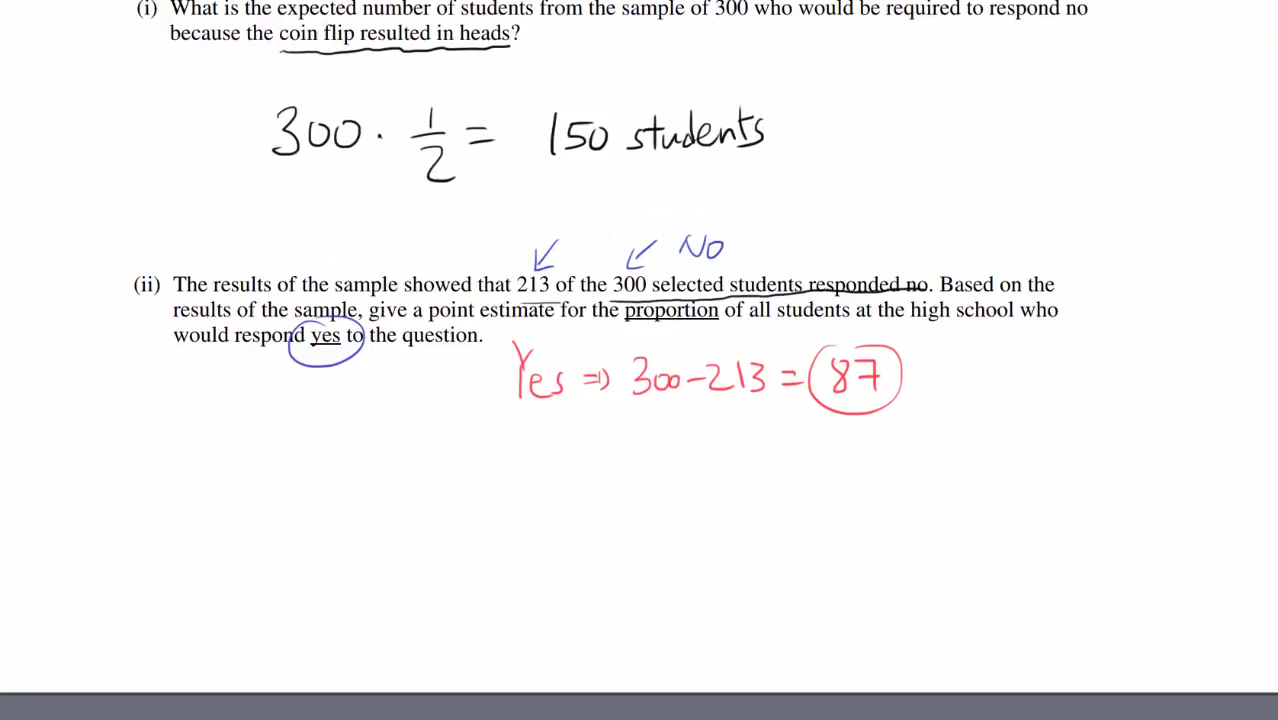 (i) What is the expected number of students from the sample of 300 who would be required to respond no
because the coin flip resulted in heads?
300 · 1/2 = 150 students
NO
(ii) The results of the sample showed that 213 of the 300 selected students responded no. Based on the
results of the sample, give a point estimate for the proportion of all students at the high school who
would respond yes to the question.
Yes ⇒ 300-213 = 87